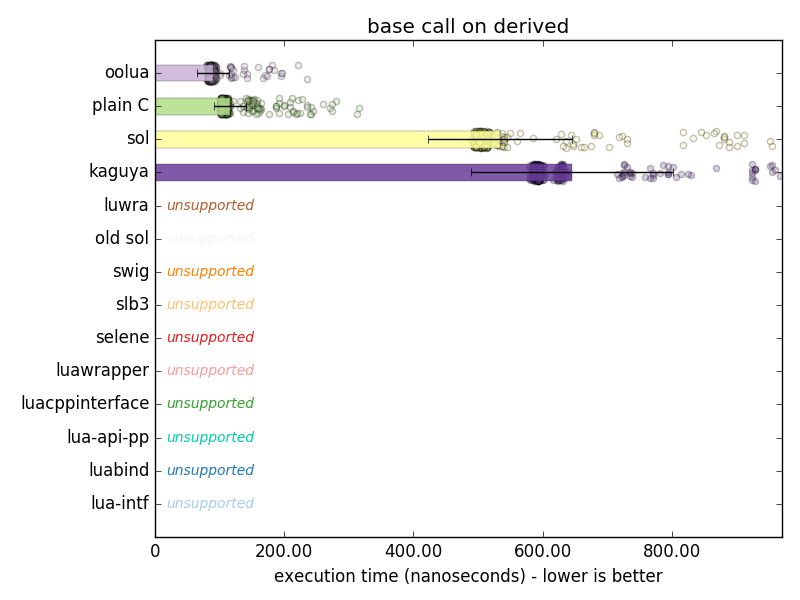 base call on derived
oolua
plain C
sol
kaguya
luwra unsupported
old sol unsupported
swig unsupported
slb3 unsupported
selene unsupported
luawrapper unsupported
luacppinterface unsupported
lua-api-pp unsupported
luabind unsupported
lua-intf unsupported
0 200.00 400.00 600.00 800.00
execution time (nanoseconds) - lower is better